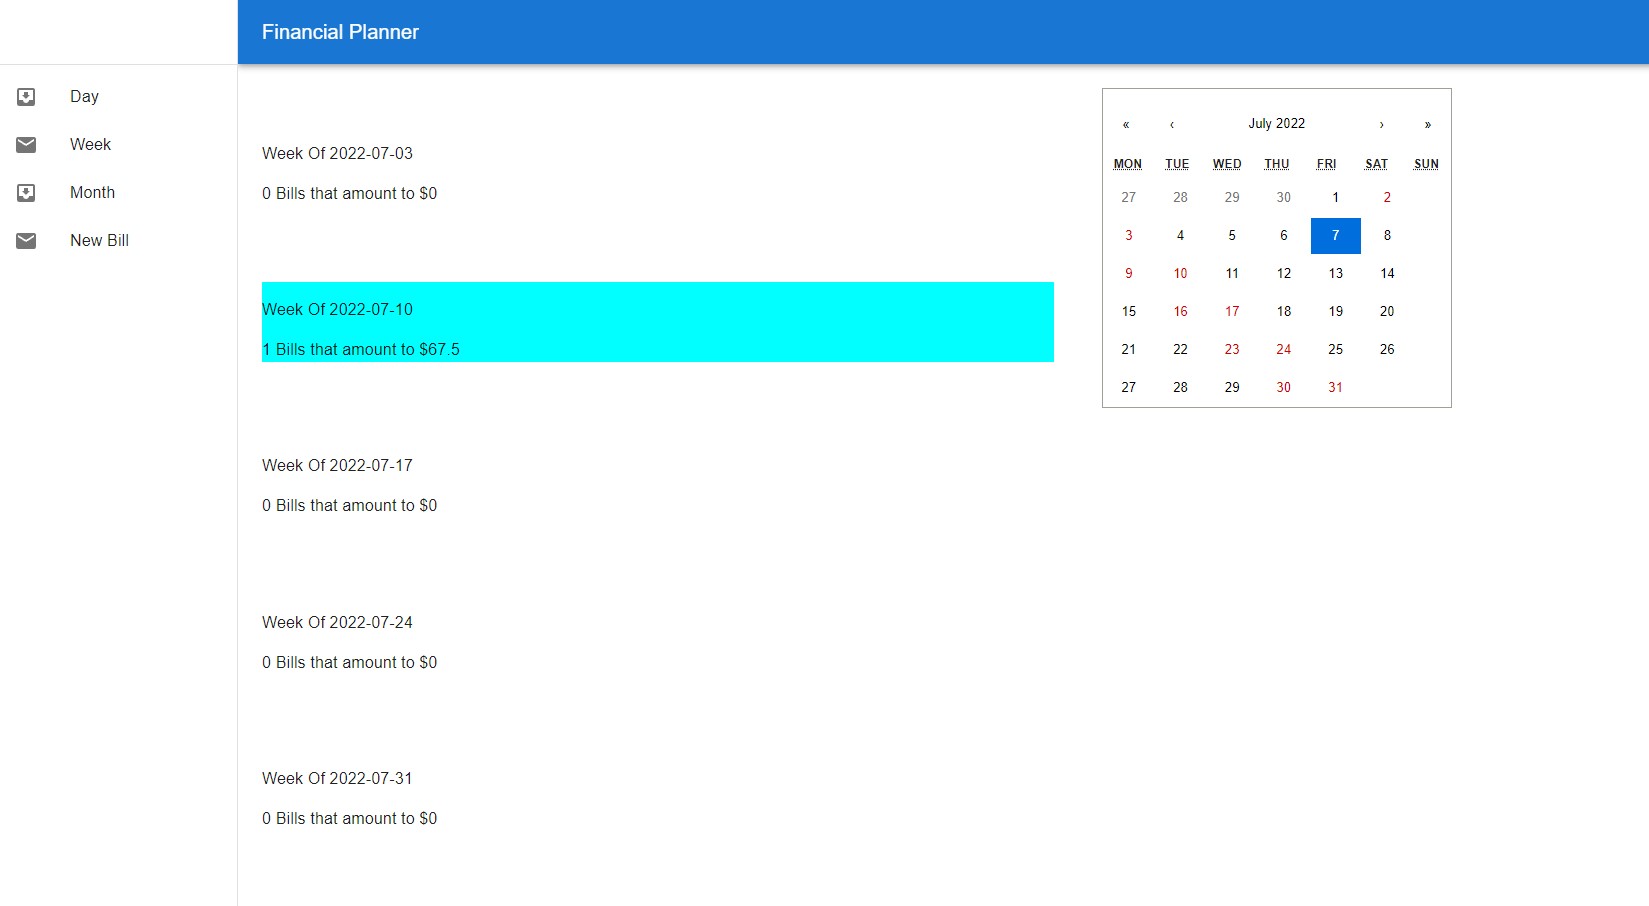 Financial Planner
Day
Week
Month
New Bill
Week Of 2022-07-03
0 Bills that amount to $0
Week Of 2022-07-10
1 Bills that amount to $67.5
Week Of 2022-07-17
0 Bills that amount to $0
Week Of 2022-07-24
0 Bills that amount to $0
Week Of 2022-07-31
0 Bills that amount to $0
« ‹ July 2022 › »
MON TUE WED THU FRI SAT SUN
27 28 29 30 1 2
3 4 5 6 7 8
9 10 11 12 13 14
15 16 17 18 19 20
21 22 23 24 25 26
27 28 29 30 31